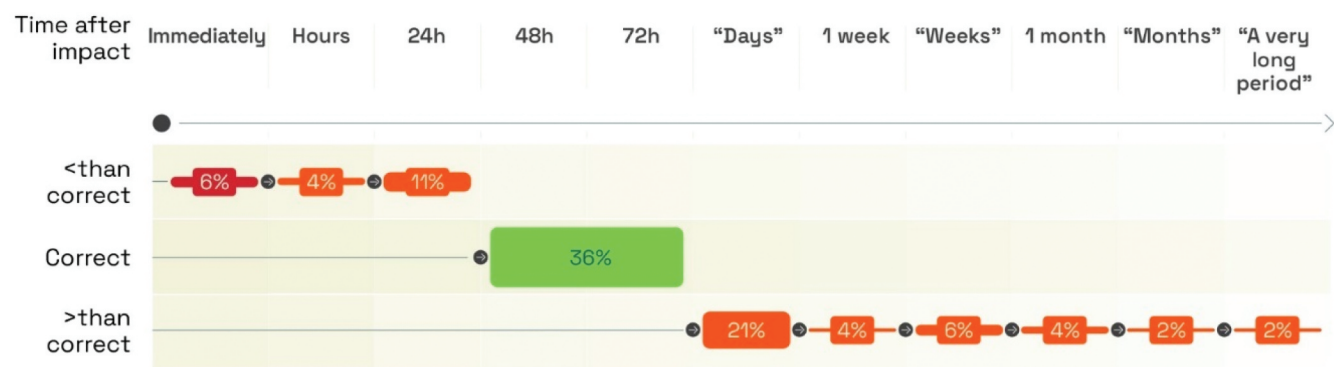 Time after
impact
Immediately
Hours
24h
48h
72h
“Days”
1 week
“Weeks”
1 month
“Months”
“A very
long
period”
<than
correct
6%
4%
11%
Correct
36%
>than
correct
21%
4%
6%
4%
2%
2%